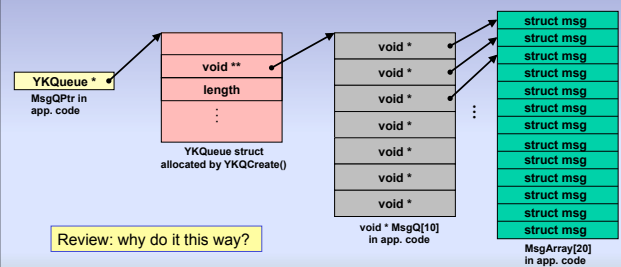 YKQueue *
MsgQPtr in
app. code
void **
length
⋮
YKQueue struct
allocated by YKQCreate()
void *
void *
void *
void *
void *
void *
void *
void * MsgQ[10]
in app. code
⋮
struct msg
struct msg
struct msg
struct msg
struct msg
struct msg
struct msg
struct msg
struct msg
struct msg
struct msg
struct msg
MsgArray[20]
in app. code
Review: why do it this way?